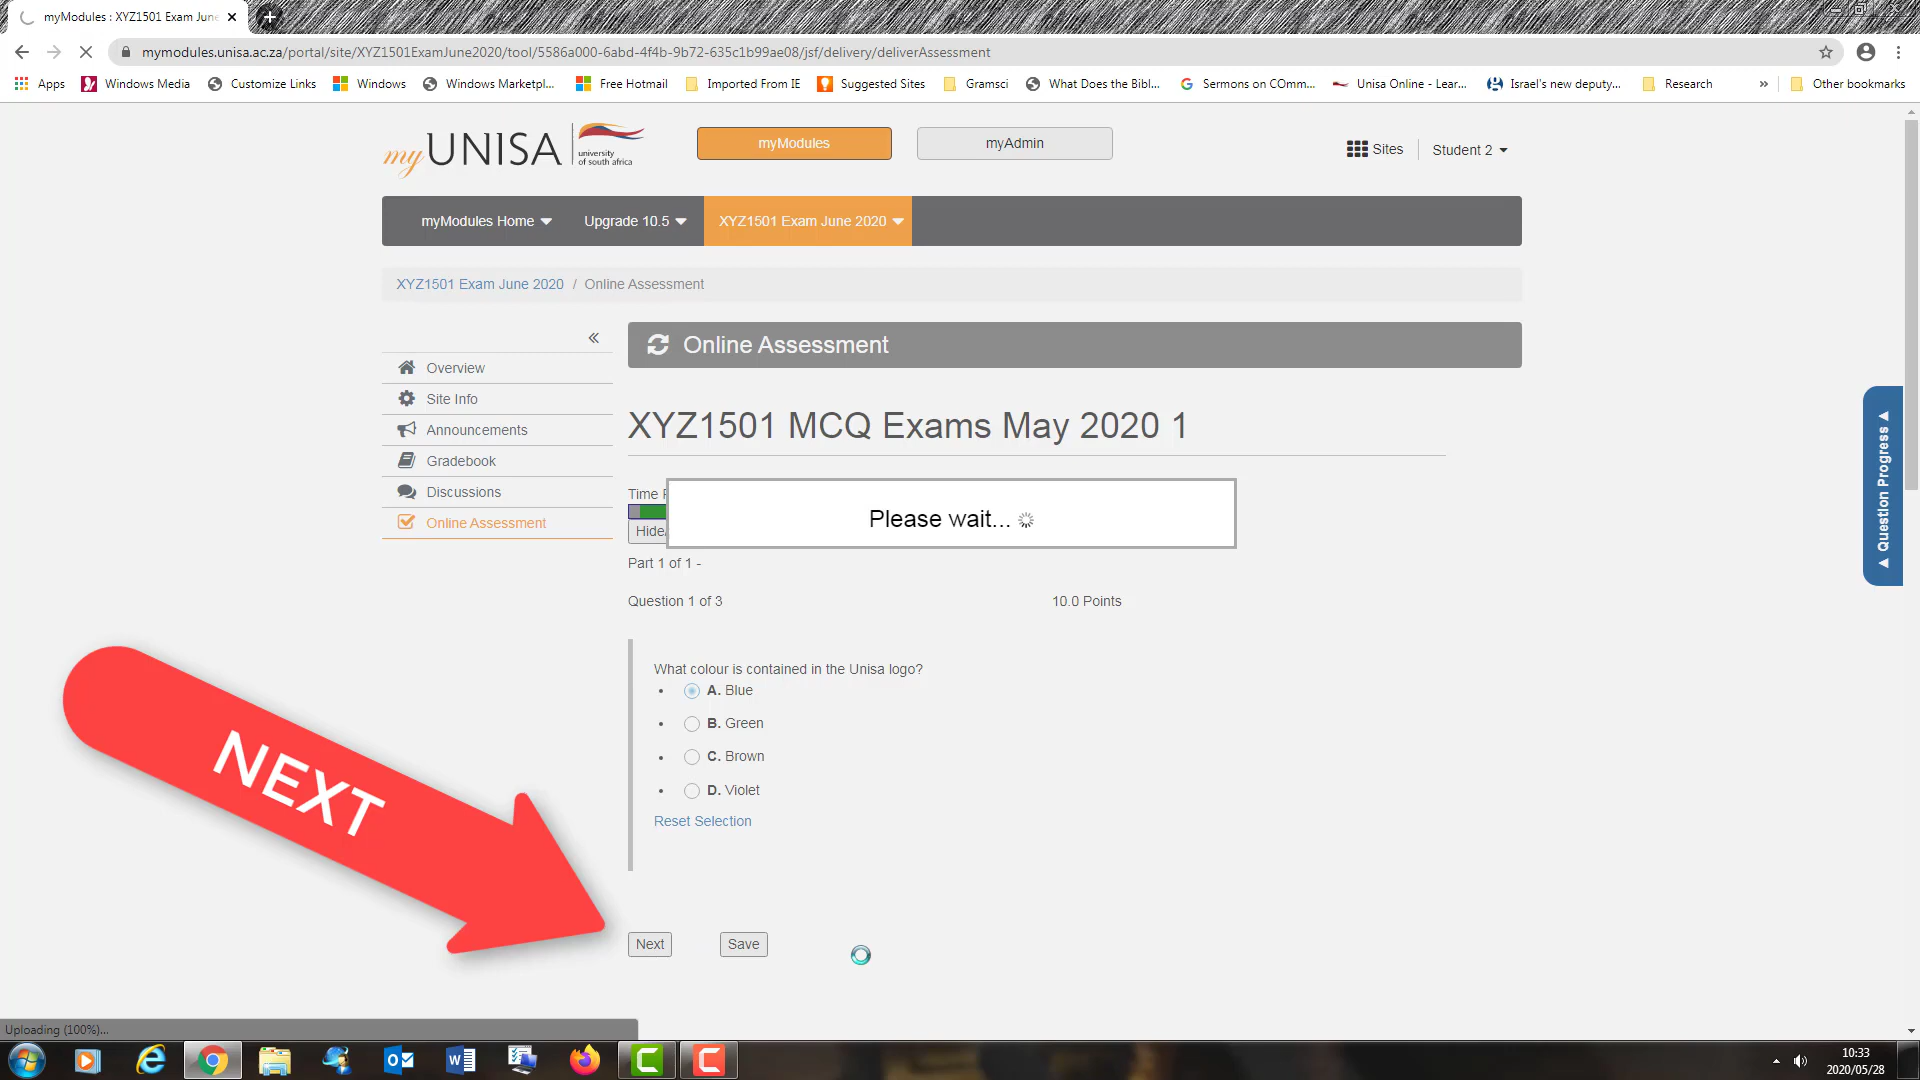 myModules : XYZ1501 Exam June
mymodules.unisa.ac.za/portal/site/XYZ1501ExamJune2020/tool/5586a000-6abd-4f4b-9b72-635c1b99ae08/jsf/delivery/deliverAssessment
Apps Windows Media Customize Links Windows Windows Marketpl... Free Hotmail Imported From IE Suggested Sites Gramsci What Does the Bibl... Sermons on COmm... Unisa Online - Lear... Israel's new deputy... Research » Other bookmarks
myUNISA university of south africa
myModules
myAdmin
Sites
Student 2
myModules Home Upgrade 10.5 XYZ1501 Exam June 2020
XYZ1501 Exam June 2020 / Online Assessment
«
Overview
Site Info
Announcements
Gradebook
Discussions
Online Assessment
Online Assessment
XYZ1501 MCQ Exams May 2020 1
Time
Please wait...
Hide
Part 1 of 1 -
Question 1 of 3 10.0 Points
What colour is contained in the Unisa logo?
• A. Blue
• B. Green
• C. Brown
• D. Violet
Reset Selection
Next Save
NEXT
Question Progress
Uploading (100%)...
10:33
2020/05/28